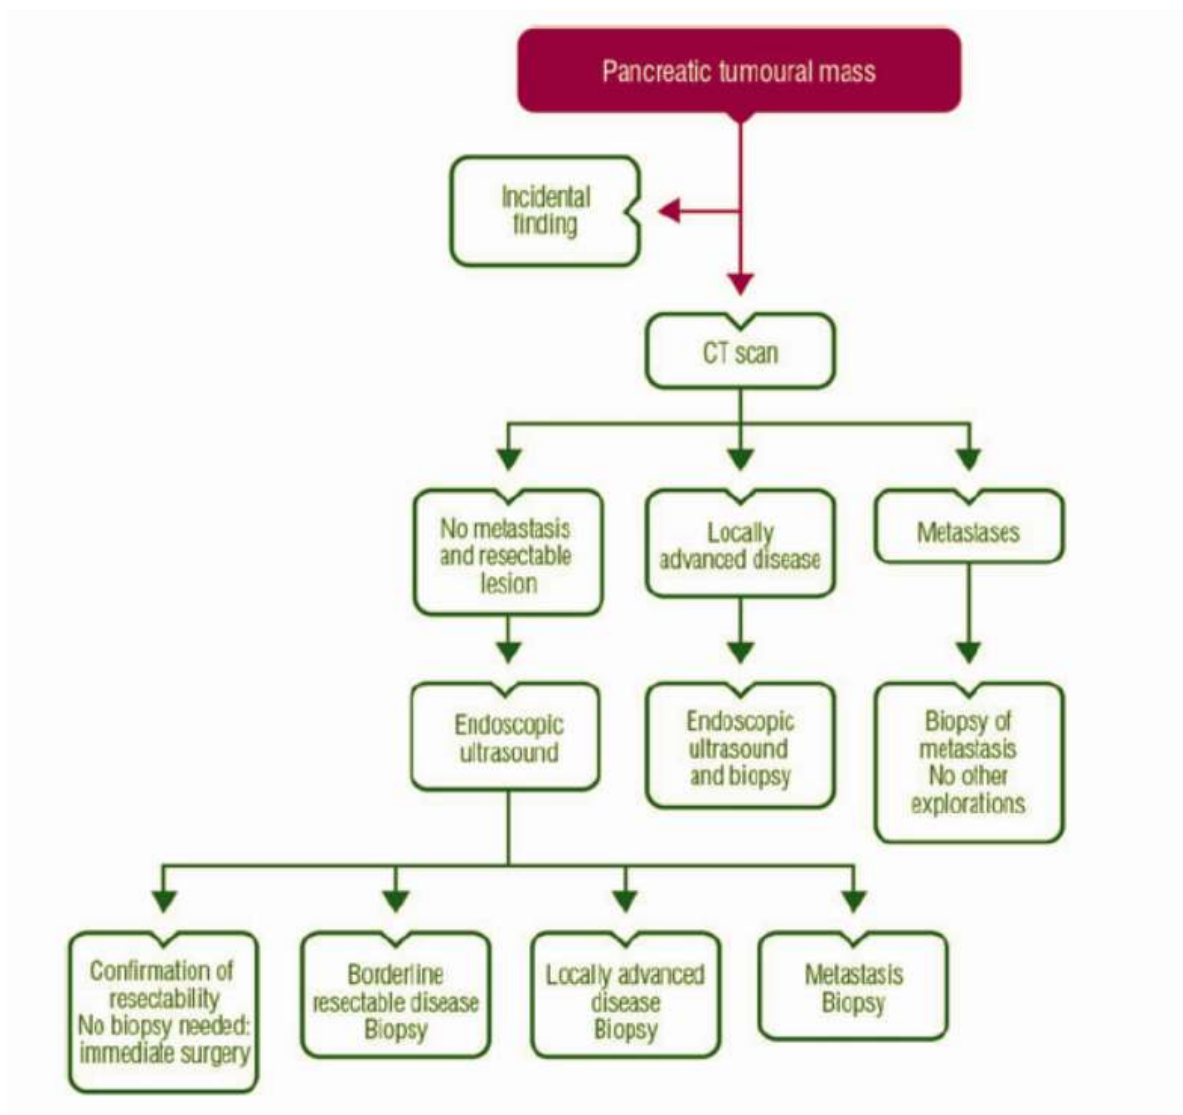 Pancreatic tumoural mass
Incidental
finding
CT scan
No metastasis
and resectable
lesion
Locally
advanced disease
Metastases
Endoscopic
ultrasound
Endoscopic
ultrasound
and biopsy
Biopsy of
metastasis
No other
explorations
Confirmation of
resectability
No biopsy needed:
immediate surgery
Borderline
resectable disease
Biopsy
Locally advanced
disease
Biopsy
Metastasis
Biopsy